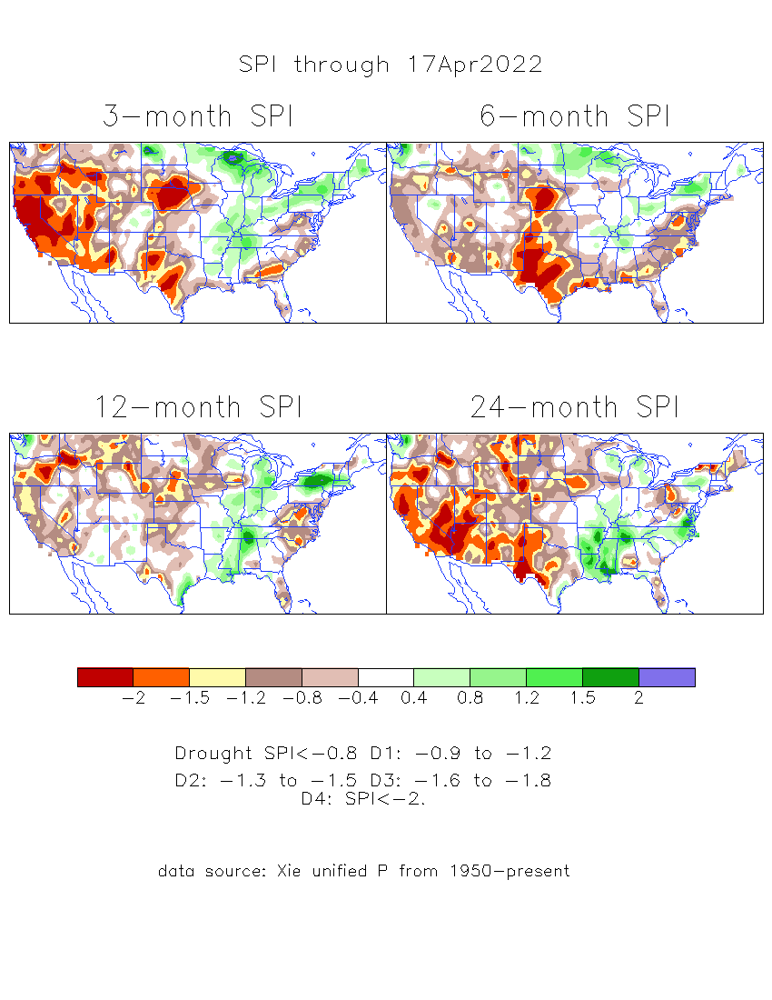 SPI through 17Apr2022
3-month SPI
6-month SPI
12-month SPI
24-month SPI
-2 -1.5 -1.2 -0.8 -0.4 0.4 0.8 1.2 1.5 2
Drought SPI<-0.8 D1: -0.9 to -1.2
D2: -1.3 to -1.5 D3: -1.6 to -1.8
D4: SPI<-2.
data source: Xie unified P from 1950-present